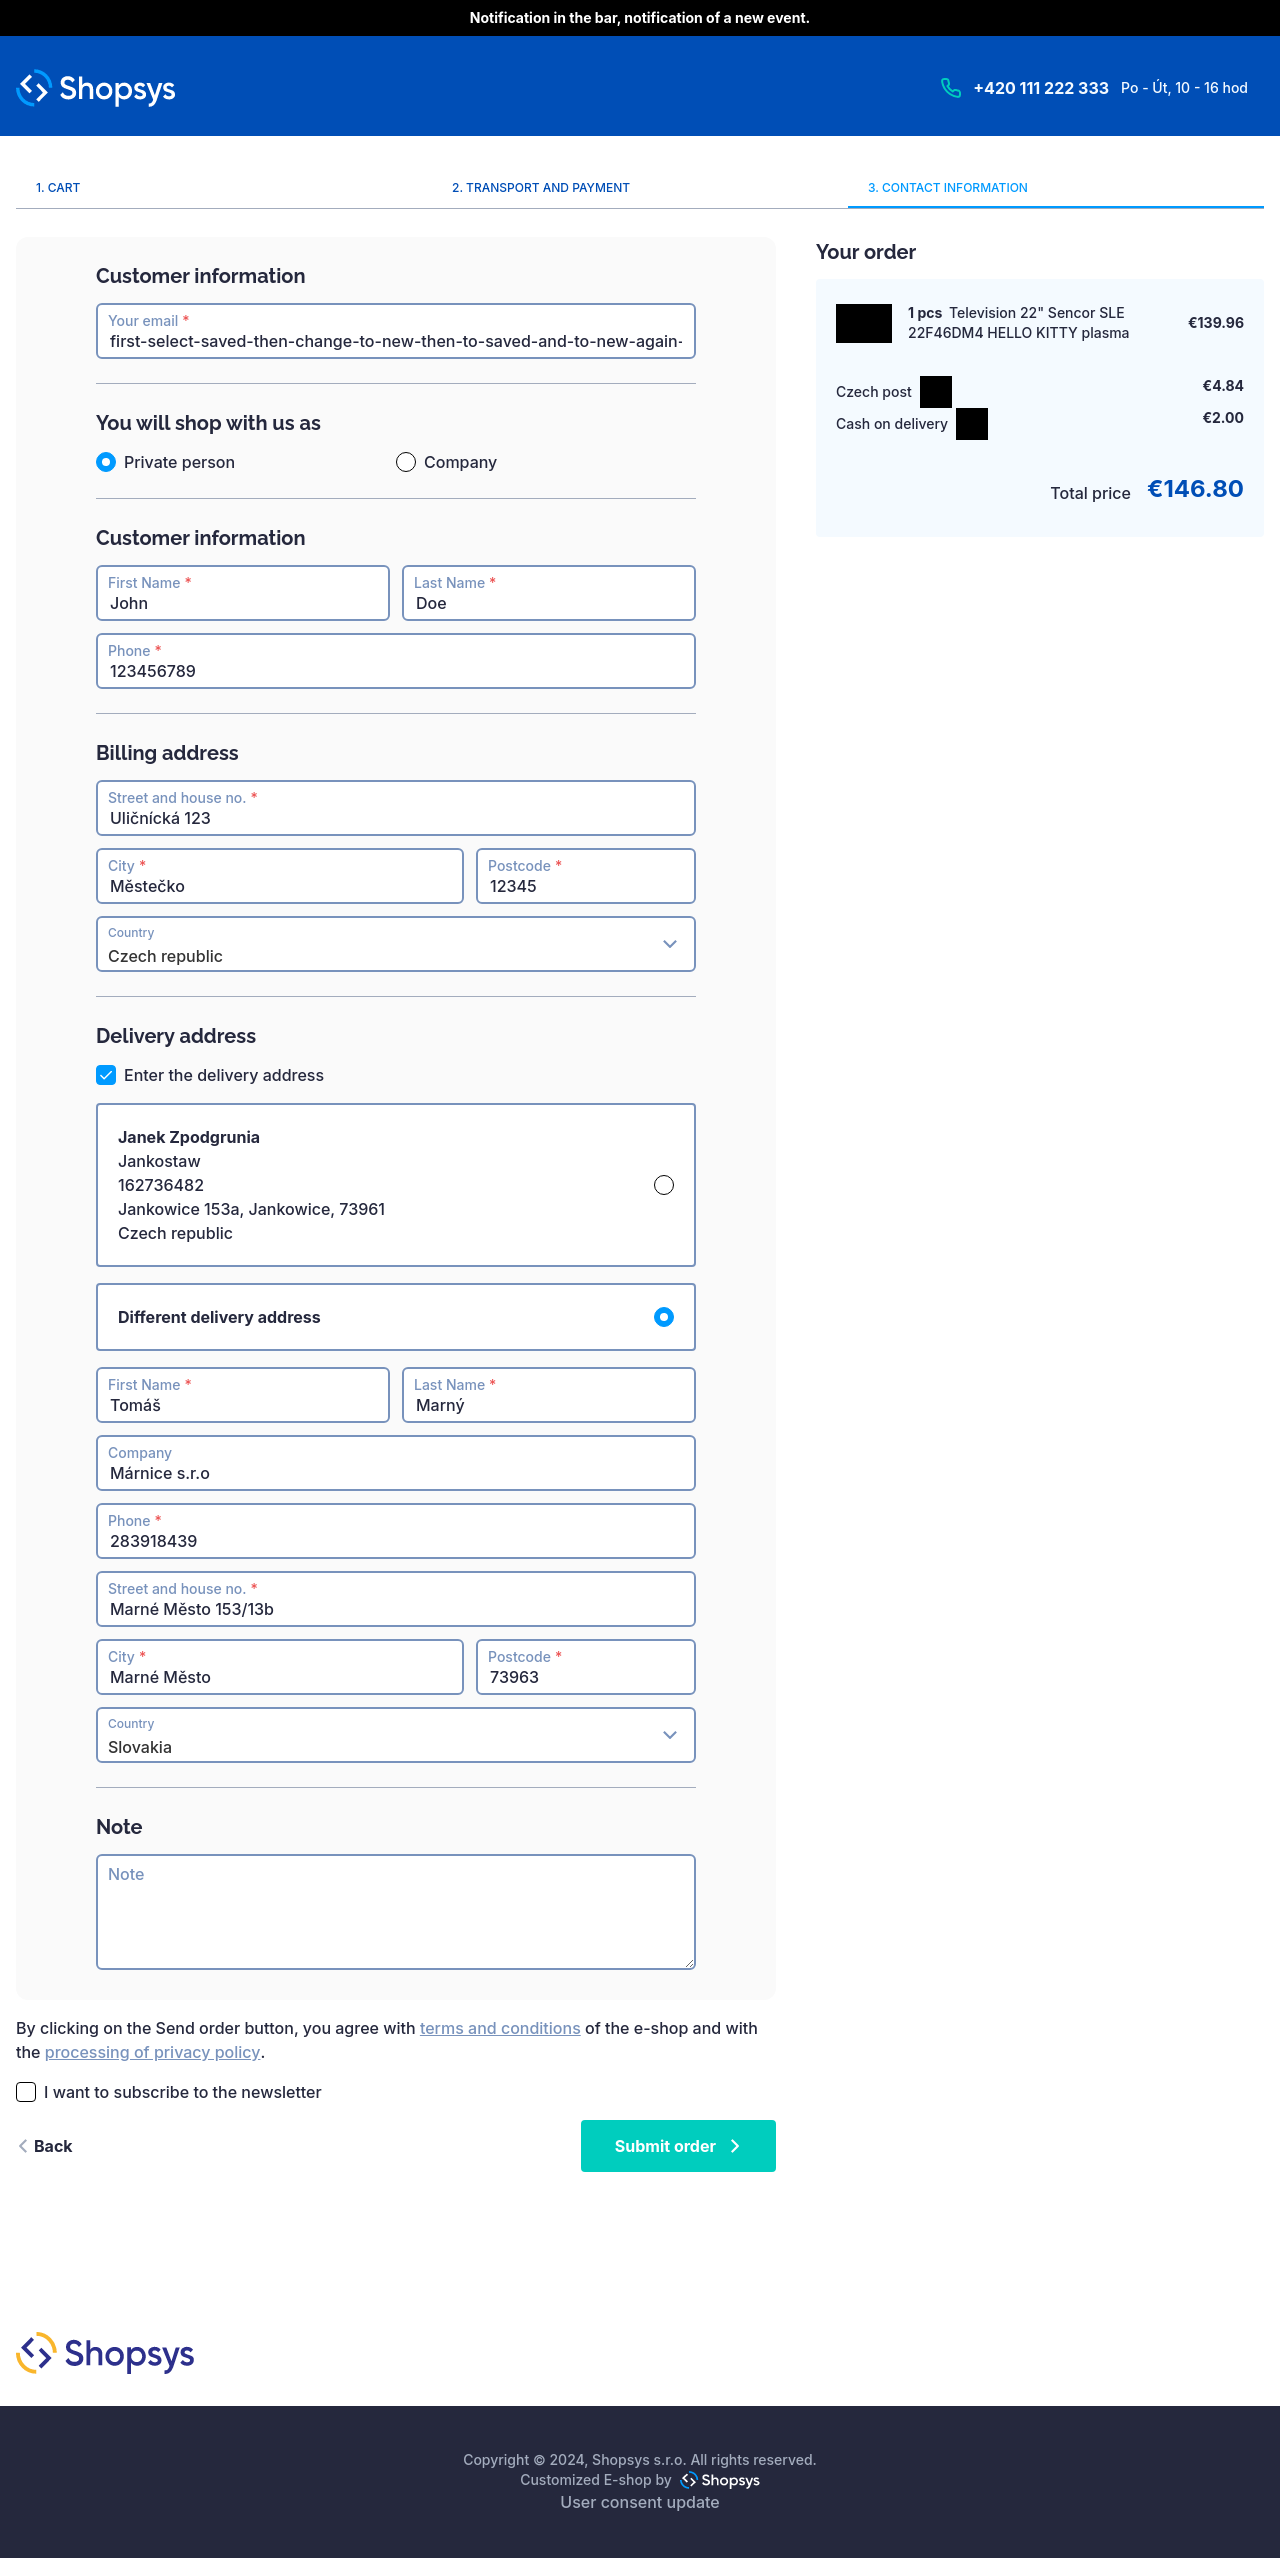 Notification in the bar, notification of a new event.
Shopsys
+420 111 222 333 Po - Út, 10 - 16 hod
1. CART
2. TRANSPORT AND PAYMENT
3. CONTACT INFORMATION
Customer information
Your email *
first-select-saved-then-change-to-new-then-to-saved-and-to-new-again-
You will shop with us as
Private person
Company
Customer information
First Name *
John
Last Name *
Doe
Phone *
123456789
Billing address
Street and house no. *
Uličnícká 123
City *
Městečko
Postcode *
12345
Country
Czech republic
Delivery address
Enter the delivery address
Janek Zpodgrunia
Jankostaw
162736482
Jankowice 153a, Jankowice, 73961
Czech republic
Different delivery address
First Name *
Tomáš
Last Name *
Marný
Company
Márnice s.r.o
Phone *
283918439
Street and house no. *
Marné Město 153/13b
City *
Marné Město
Postcode *
73963
Country
Slovakia
Note
Note
By clicking on the Send order button, you agree with terms and conditions of the e-shop and with
the processing of privacy policy.
I want to subscribe to the newsletter
Back
Submit order
Your order
1 pcs Television 22" Sencor SLE
22F46DM4 HELLO KITTY plasma
€139.96
Czech post
€4.84
Cash on delivery
€2.00
Total price €146.80
Shopsys
Copyright © 2024, Shopsys s.r.o. All rights reserved.
Customized E-shop by Shopsys
User consent update